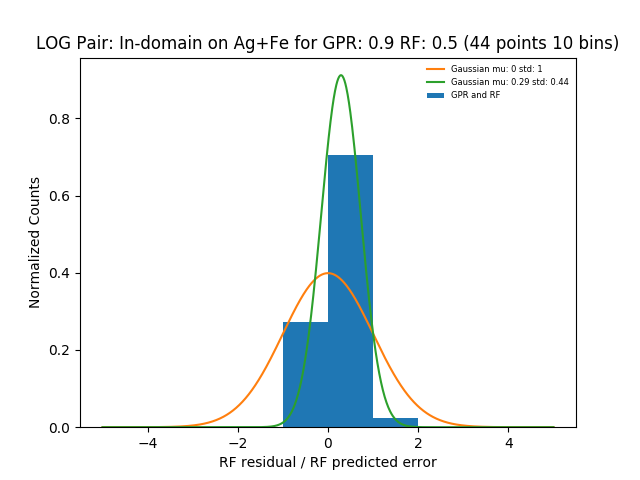 LOG Pair: In-domain on Ag+Fe for GPR: 0.9 RF: 0.5 (44 points 10 bins)
Gaussian mu: 0 std: 1
Gaussian mu: 0.29 std: 0.44
GPR and RF
0.8
0.6
0.4
0.2
0.0
Normalized Counts
−4 −2 0 2 4
RF residual / RF predicted error